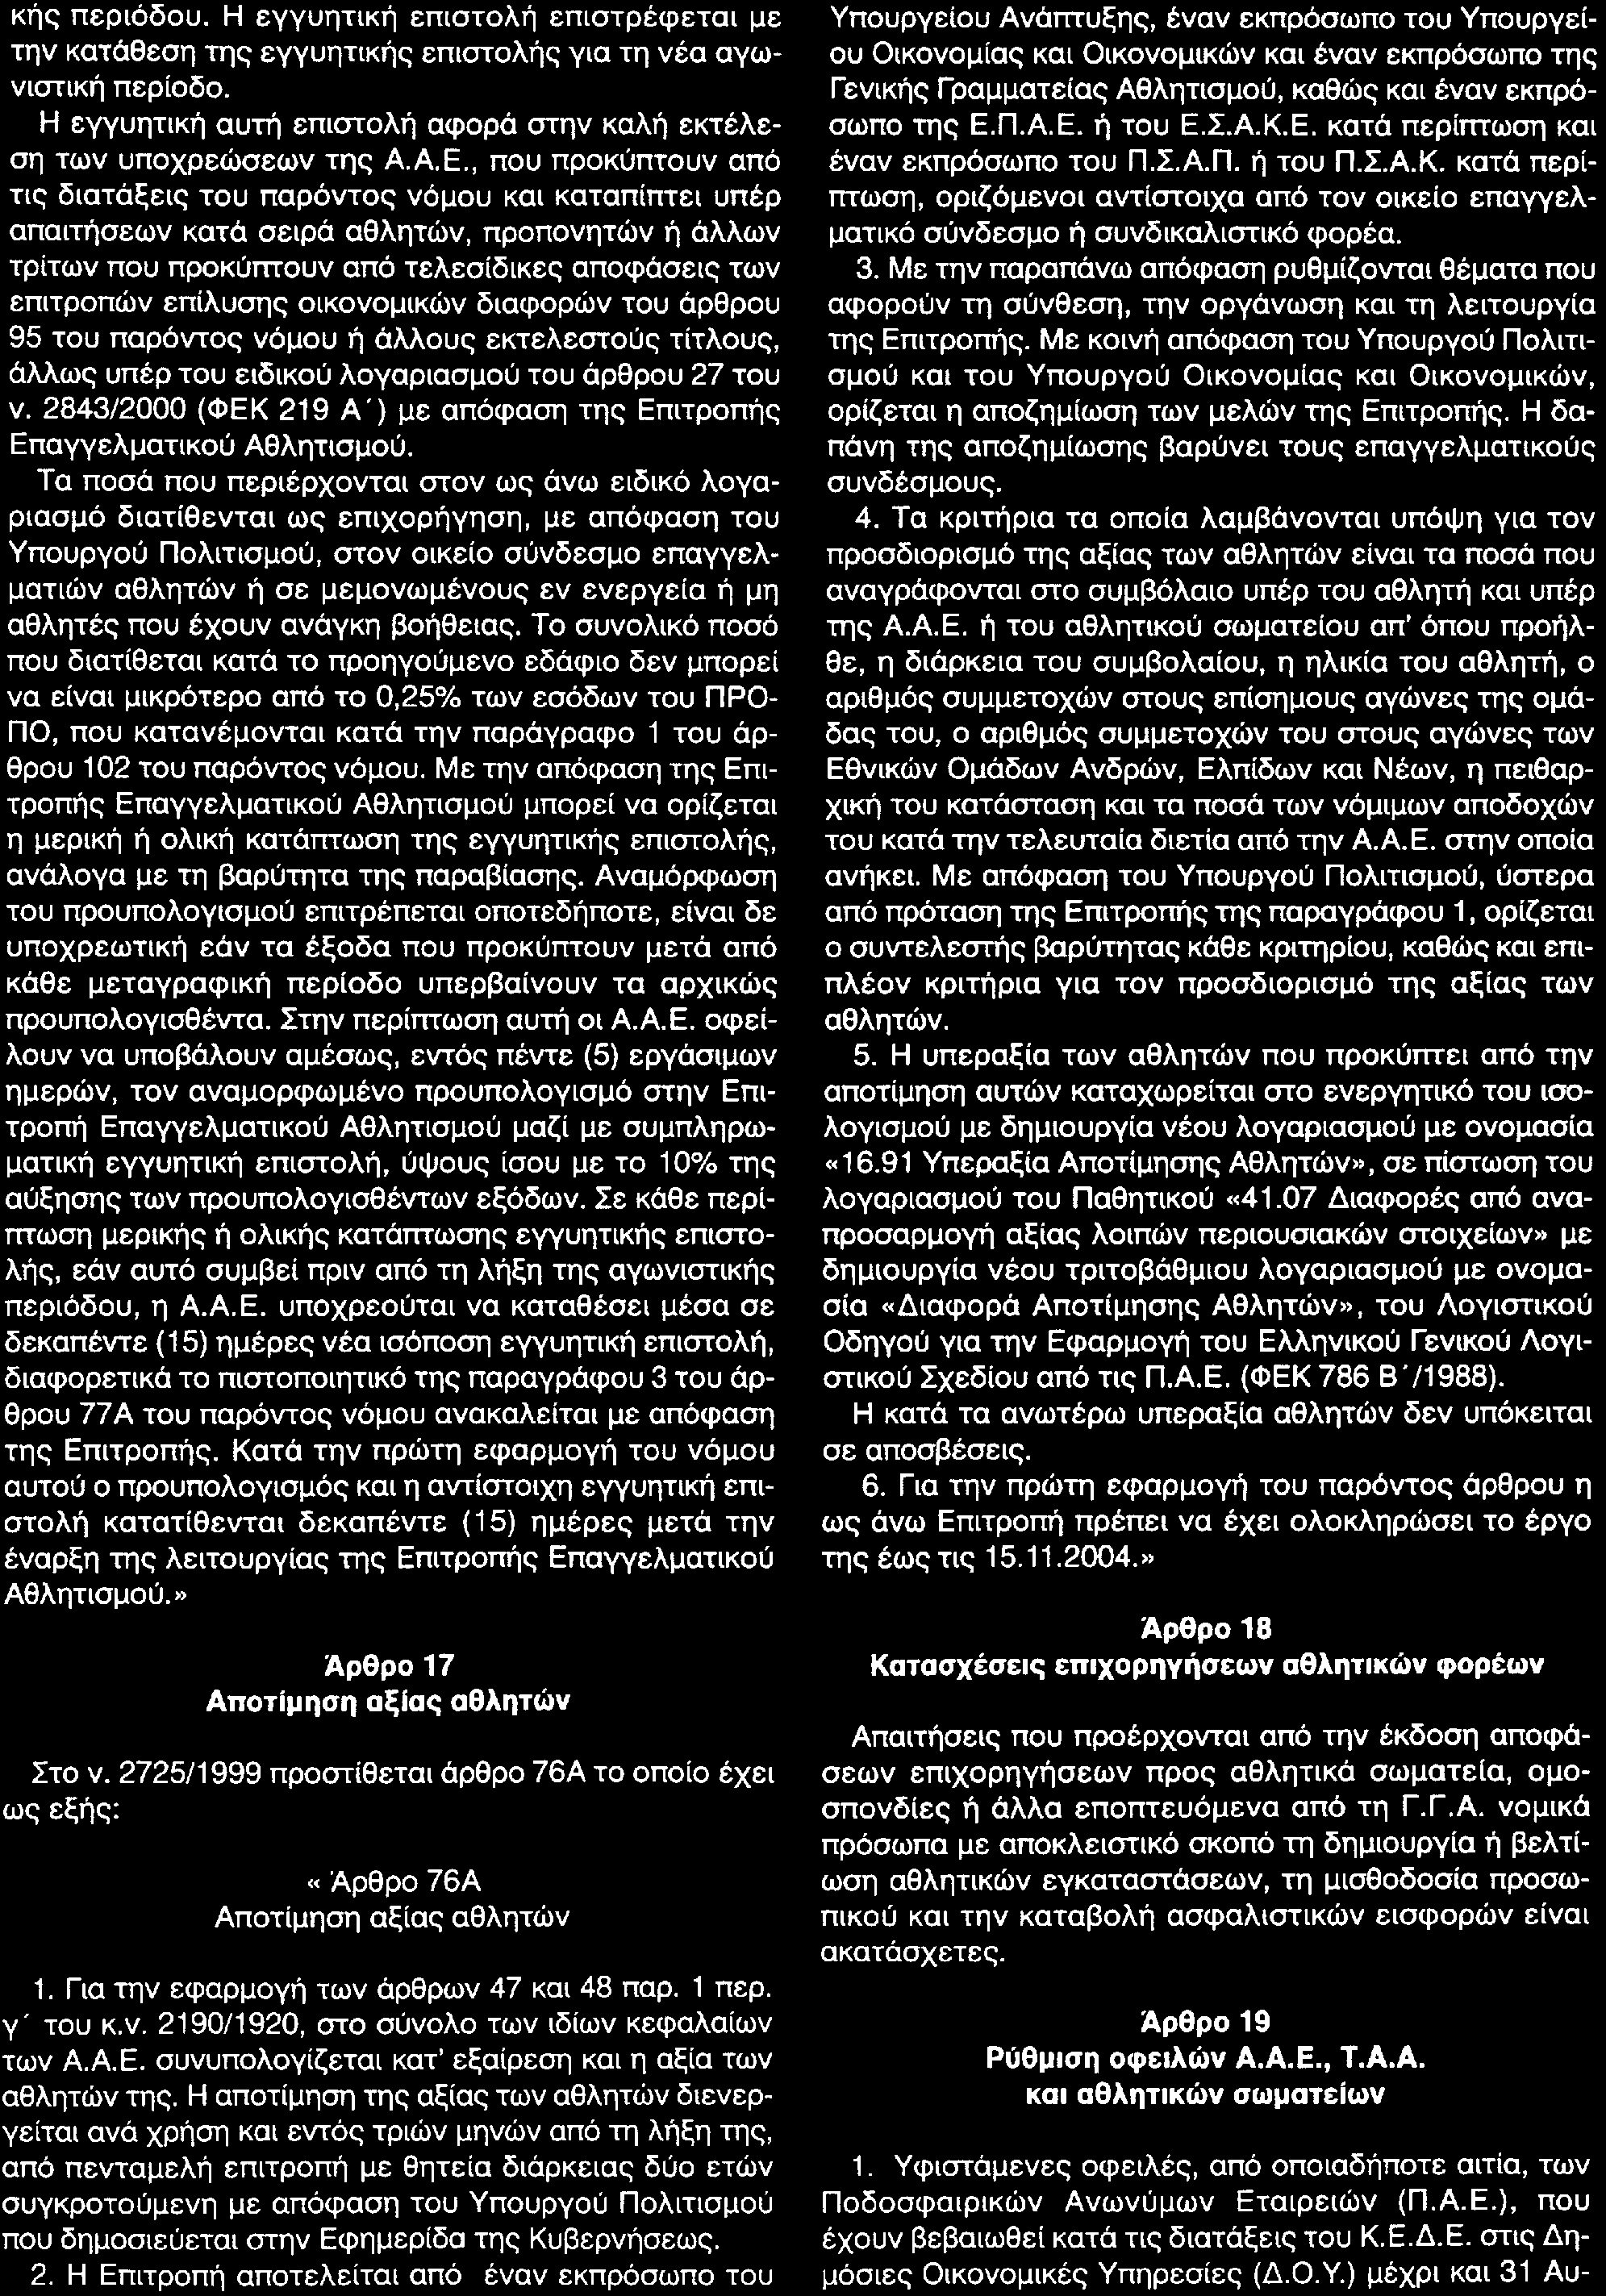 κής περιόδου. Η εγγυητική επιστολή επιστρέφεται με
την κατάθεση της εγγυητικής επιστολής για τη νέα αγω-
νιστική περίοδο.
Η εγγυητική αυτή επιστολή αφορά στην καλή εκτέλε-
ση των υποχρεώσεων της Α.Α.Ε., που προκύπτουν από
τις διατάξεις του παρόντος νόμου και καταπίπτει υπέρ
απαιτήσεων κατά σειρά αθλητών, προπονητών ή άλλων
τρίτων που προκύπτουν από τελεσίδικες αποφάσεις των
επιτροπών επίλυσης οικονομικών διαφορών του άρθρου
95 του παρόντος νόμου ή άλλους εκτελεστούς τίτλους,
άλλως υπέρ του ειδικού λογαριασμού του άρθρου 27 του
ν. 2843/2000 (ΦΕΚ 219 Α΄) με απόφαση της Επιτροπής
Επαγγελματικού Αθλητισμού.
Τα ποσά που περιέρχονται στον ως άνω ειδικό λογα-
ριασμό διατίθενται ως επιχορήγηση, με απόφαση του
Υπουργού Πολιτισμού, στον οικείο σύνδεσμο επαγγελ-
ματιών αθλητών ή σε μεμονωμένους εν ενεργεία ή μη
αθλητές που έχουν ανάγκη βοήθειας. Το συνολικό ποσό
που διατίθεται κατά το προηγούμενο εδάφιο δεν μπορεί
να είναι μικρότερο από το 0,25% των εσόδων του ΠΡΟ-
ΠΟ, που κατανέμονται κατά την παράγραφο 1 του άρ-
θρου 102 του παρόντος νόμου. Με την απόφαση της Επι-
τροπής Επαγγελματικού Αθλητισμού μπορεί να ορίζεται
η μερική ή ολική κατάπτωση της εγγυητικής επιστολής,
ανάλογα με τη βαρύτητα της παραβίασης. Αναμόρφωση
του προυπολογισμού επιτρέπεται οποτεδήποτε, είναι δε
υποχρεωτική εάν τα έξοδα που προκύπτουν μετά από
κάθε μεταγραφική περίοδο υπερβαίνουν τα αρχικώς
προυπολογισθέντα. Στην περίπτωση αυτή οι Α.Α.Ε. οφεί-
λουν να υποβάλουν αμέσως, εντός πέντε (5) εργάσιμων
ημερών, τον αναμορφωμένο προυπολογισμό στην Επι-
τροπή Επαγγελματικού Αθλητισμού μαζί με συμπληρω-
ματική εγγυητική επιστολή, ύψους ίσου με το 10% της
αύξησης των προυπολογισθέντων εξόδων. Σε κάθε περί-
πτωση μερικής ή ολικής κατάπτωσης εγγυητικής επιστο-
λής, εάν αυτό συμβεί πριν από τη λήξη της αγωνιστικής
περιόδου, η Α.Α.Ε. υποχρεούται να καταθέσει μέσα σε
δεκαπέντε (15) ημέρες νέα ισόποση εγγυητική επιστολή,
διαφορετικά το πιστοποιητικό της παραγράφου 3 του άρ-
θρου 77Α του παρόντος νόμου ανακαλείται με απόφαση
της Επιτροπής. Κατά την πρώτη εφαρμογή του νόμου
αυτού ο προυπολογισμός και η αντίστοιχη εγγυητική επι-
στολή κατατίθενται δεκαπέντε (15) ημέρες μετά την
έναρξη της λειτουργίας της Επιτροπής Επαγγελματικού
Αθλητισμού.»
Άρθρο 17
Αποτίμηση αξίας αθλητών
Στο ν. 2725/1999 προστίθεται άρθρο 76Α το οποίο έχει
ως εξής:
«Άρθρο 76Α
Αποτίμηση αξίας αθλητών
1. Για την εφαρμογή των άρθρων 47 και 48 παρ. 1 περ.
γ΄ του κ.ν. 2190/1920, στο σύνολο των ιδίων κεφαλαίων
των Α.Α.Ε. συνυπολογίζεται κατ' εξαίρεση και η αξία των
αθλητών της. Η αποτίμηση της αξίας των αθλητών διενερ-
γείται ανά χρήση και εντός τριών μηνών από τη λήξη της,
από πενταμελή επιτροπή με θητεία διάρκειας δύο ετών
συγκροτούμενη με απόφαση του Υπουργού Πολιτισμού
που δημοσιεύεται στην Εφημερίδα της Κυβερνήσεως.
2. Η Επιτροπή αποτελείται από έναν εκπρόσωπο του
Υπουργείου Ανάπτυξης, έναν εκπρόσωπο του Υπουργεί-
ου Οικονομίας και Οικονομικών και έναν εκπρόσωπο της
Γενικής Γραμματείας Αθλητισμού, καθώς και έναν εκπρό-
σωπο της Ε.Π.Α.Ε. ή του Ε.Σ.Α.Κ.Ε. κατά περίπτωση και
έναν εκπρόσωπο του Π.Σ.Α.Π. ή του Π.Σ.Α.Κ. κατά περί-
πτωση, οριζόμενοι αντίστοιχα από τον οικείο επαγγελ-
ματικό σύνδεσμο ή συνδικαλιστικό φορέα.
3. Με την παραπάνω απόφαση ρυθμίζονται θέματα που
αφορούν τη σύνθεση, την οργάνωση και τη λειτουργία
της Επιτροπής. Με κοινή απόφαση του Υπουργού Πολιτι-
σμού και του Υπουργού Οικονομίας και Οικονομικών,
ορίζεται η αποζημίωση των μελών της Επιτροπής. Η δα-
πάνη της αποζημίωσης βαρύνει τους επαγγελματικούς
συνδέσμους.
4. Τα κριτήρια τα οποία λαμβάνονται υπόψη για τον
προσδιορισμό της αξίας των αθλητών είναι τα ποσά που
αναγράφονται στο συμβόλαιο υπέρ του αθλητή και υπέρ
της Α.Α.Ε. ή του αθλητικού σωματείου απ' όπου προήλ-
θε, η διάρκεια του συμβολαίου, η ηλικία του αθλητή, ο
αριθμός συμμετοχών στους επίσημους αγώνες της ομά-
δας του, ο αριθμός συμμετοχών του στους αγώνες των
Εθνικών Ομάδων Ανδρών, Ελπίδων και Νέων, η πειθαρ-
χική του κατάσταση και τα ποσά των νόμιμων αποδοχών
του κατά την τελευταία διετία από την Α.Α.Ε. στην οποία
ανήκει. Με απόφαση του Υπουργού Πολιτισμού, ύστερα
από πρόταση της Επιτροπής της παραγράφου 1, ορίζεται
ο συντελεστής βαρύτητας κάθε κριτηρίου, καθώς και επι-
πλέον κριτήρια για τον προσδιορισμό της αξίας των
αθλητών.
5. Η υπεραξία των αθλητών που προκύπτει από την
αποτίμηση αυτών καταχωρείται στο ενεργητικό του ισο-
λογισμού με δημιουργία νέου λογαριασμού με ονομασία
«16.91 Υπεραξία Αποτίμησης Αθλητών», σε πίστωση του
λογαριασμού του Παθητικού «41.07 Διαφορές από ανα-
προσαρμογή αξίας λοιπών περιουσιακών στοιχείων» με
δημιουργία νέου τριτοβάθμιου λογαριασμού με ονομα-
σία «Διαφορά Αποτίμησης Αθλητών», του Λογιστικού
Οδηγού για την Εφαρμογή του Ελληνικού Γενικού Λογι-
στικού Σχεδίου από τις Π.Α.Ε. (ΦΕΚ 786 Β΄/1988).
Η κατά τα ανωτέρω υπεραξία αθλητών δεν υπόκειται
σε αποσβέσεις.
6. Για την πρώτη εφαρμογή του παρόντος άρθρου η
ως άνω Επιτροπή πρέπει να έχει ολοκληρώσει το έργο
της έως τις 15.11.2004.»
Άρθρο 18
Κατασχέσεις επιχορηγήσεων αθλητικών φορέων
Απαιτήσεις που προέρχονται από την έκδοση αποφά-
σεων επιχορηγήσεων προς αθλητικά σωματεία, ομο-
σπονδίες ή άλλα εποπτευόμενα από τη Γ.Γ.Α. νομικά
πρόσωπα με αποκλειστικό σκοπό τη δημιουργία ή βελτί-
ωση αθλητικών εγκαταστάσεων, τη μισθοδοσία προσω-
πικού και την καταβολή ασφαλιστικών εισφορών είναι
ακατάσχετες.
Άρθρο 19
Ρύθμιση οφειλών Α.Α.Ε., Τ.Α.Α.
και αθλητικών σωματείων
1. Υφιστάμενες οφειλές, από οποιαδήποτε αιτία, των
Ποδοσφαιρικών Ανωνύμων Εταιρειών (Π.Α.Ε.), που
έχουν βεβαιωθεί κατά τις διατάξεις του Κ.Ε.Δ.Ε. στις Δη-
μόσιες Οικονομικές Υπηρεσίες (Δ.Ο.Υ.) μέχρι και 31 Αυ-